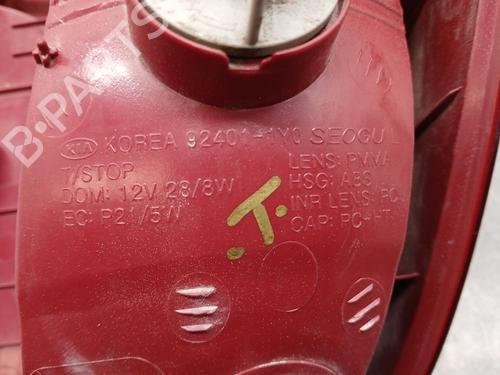 KIA KOREA 92401-1Y0 SEOGU
T/STOP
DOM: 12V 28/8W
EC: P21/5W
LENS: PMMA
HSG: ABS
INR LENS: PC
CAP: PC-HT
T.
B-PARTS